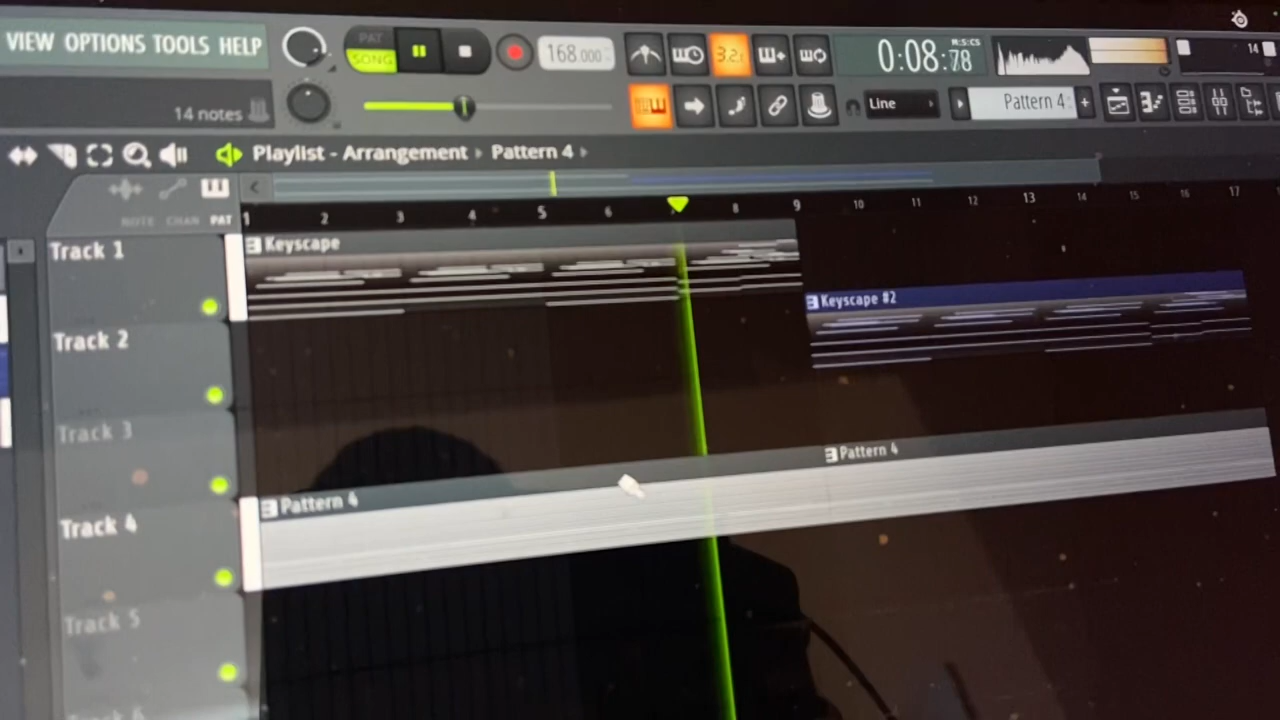 VIEW OPTIONS TOOLS HELP
PAT
SONG
168.000
3.2.1
0:08:78
M:S:CS
14
14 notes
Line
Pattern 4
Playlist - Arrangement Pattern 4
NOTE CHAN PAT
1 2 3 4 5 6 8 9 10 11 12 13 14 15 16 17
Track 1
Keyscape
Keyscape #2
Track 2
Track 3
Pattern 4
Track 4
Pattern 4
Track 5